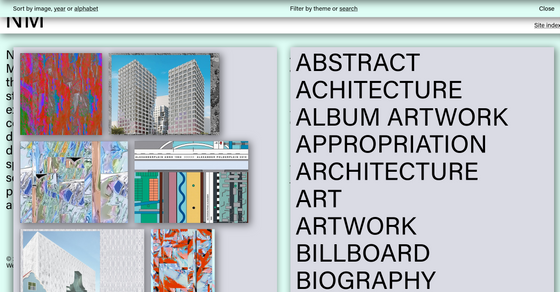 Sort by image, year or alphabet
Filter by theme or search
Close
NM
Site index
ABSTRACT
ACHITECTURE
ALBUM ARTWORK
APPROPRIATION
ARCHITECTURE
ART
ARTWORK
BILLBOARD
BIOGRAPHY